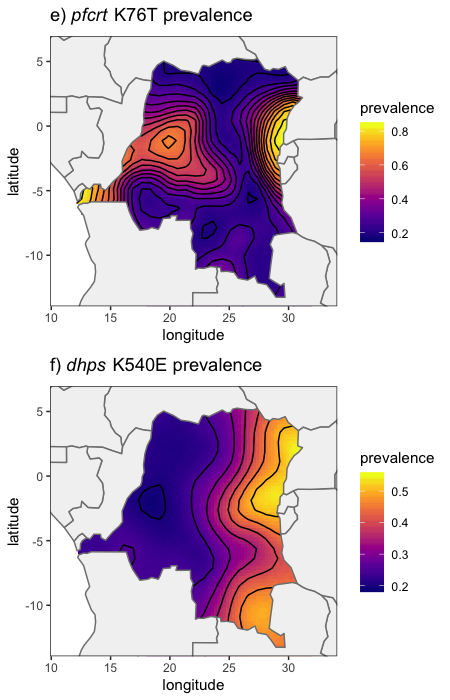 e) pfcrt K76T prevalence
5
0
-5
-10
latitude
10 15 20 25 30
longitude
prevalence
0.8
0.6
0.4
0.2
f) dhps K540E prevalence
5
0
-5
-10
latitude
10 15 20 25 30
longitude
prevalence
0.5
0.4
0.3
0.2